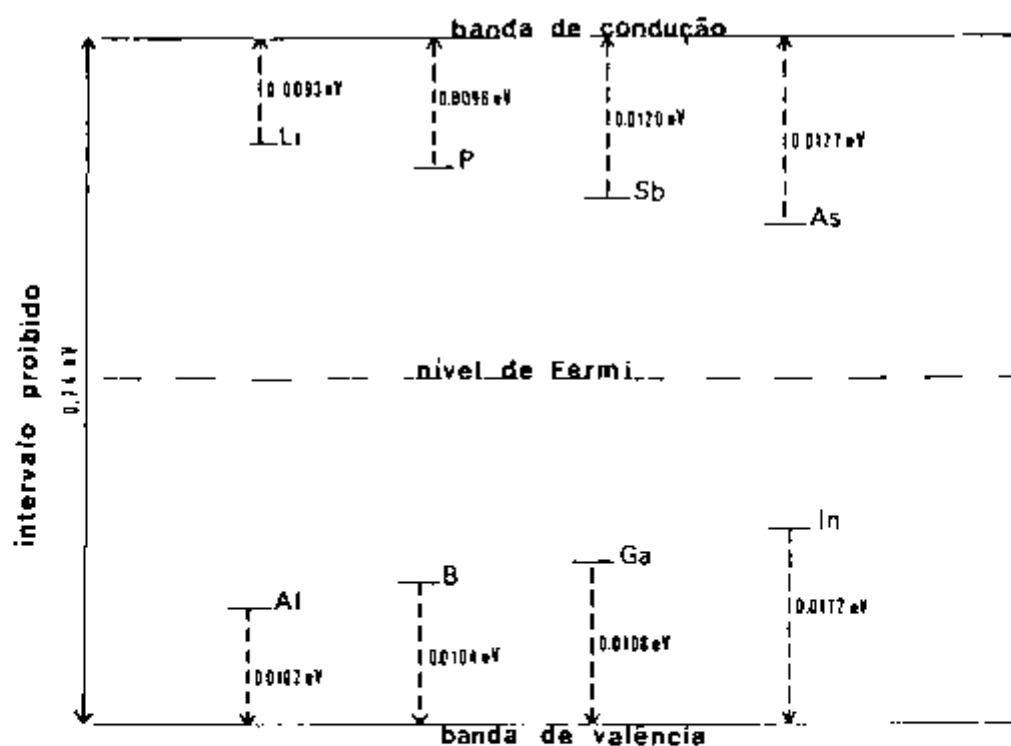 banda de condução
0.0093 eV
Li
0.0096 eV
P
0.0120 eV
Sb
0.0127 eV
As
intervalo proibido
0.74 eV
nível de Fermi
In
Ga
B
Al
0.0102 eV
0.0104 eV
0.0108 eV
banda de valência